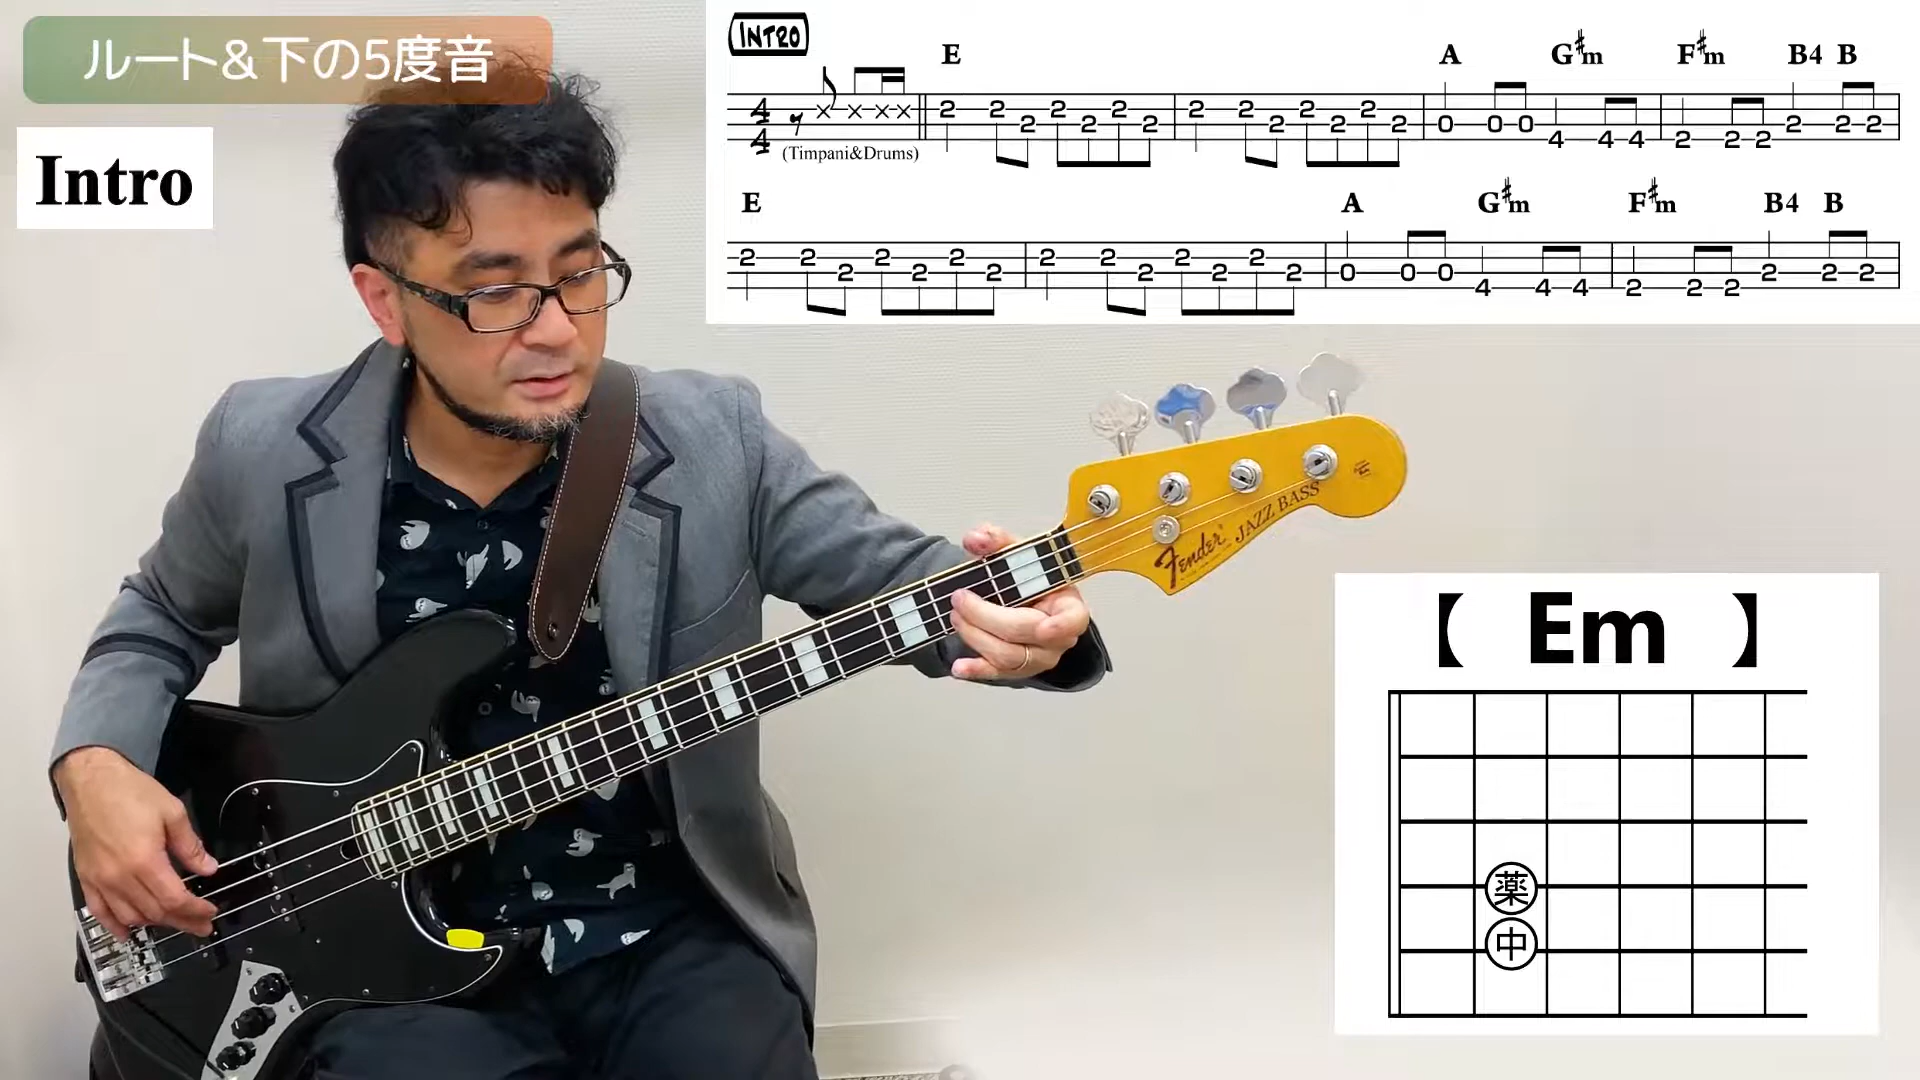 ルート&下の5度音
Intro
INTRO
E A G#m F#m B4 B
4 4
2 2 2 2 2 2 2 2 2 2 2 2 2 2 0 0 0 4 4 4 2 2 2 2 2 2
(Timpani&Drums)
E A G#m F#m B4 B
2 2 2 2 2 2 2 2 2 2 2 2 2 2 0 0 0 4 4 4 2 2 2 2 2 2
Fender JAZZ BASS
【 Em 】
薬
中